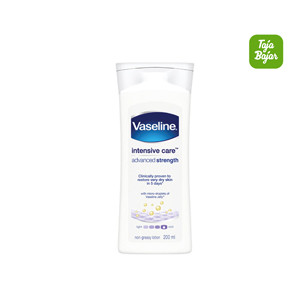 Taja
Bajar
Vaseline.
intensive care™
advanced strength
Clinically proven to
restore very dry skin
in 5 days*
with micro-droplets of
Vaseline Jelly
non-greasy lotion 200 ml